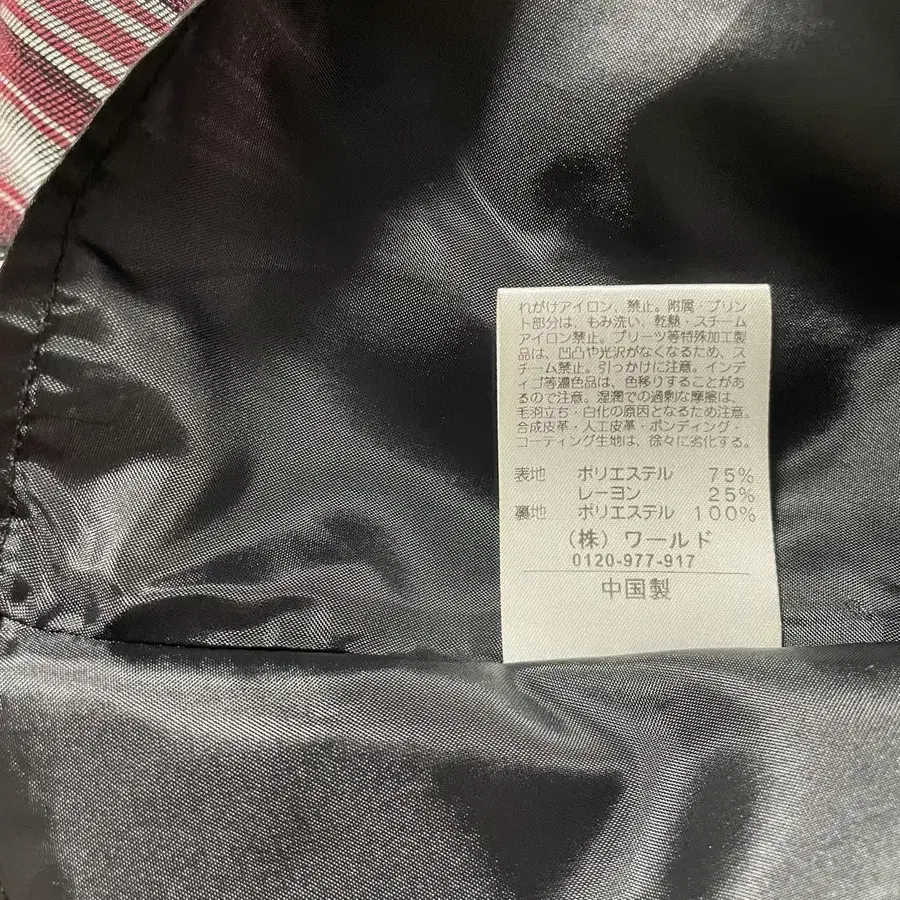 れがけアイロン、禁止。附属・プリン
ト部分は、もみ洗い、乾熱・スチーム
アイロン禁止。プリーツ等特殊加工製
品は、凹凸や光沢がなくなるため、ス
チーム禁止。引っかけに注意。インデ
ィゴ等濃色品は、色移りすることがあ
るので注意。湿潤での過剰な摩擦は、
毛羽立ち・白化の原因となるため注意。
合成皮革・人工皮革・ボンディング・
コーティング生地は、徐々に劣化する。
表地 ポリエステル 75%
レーヨン 25%
裏地 ポリエステル 100%
(株) ワールド
0120-977-917
中国製